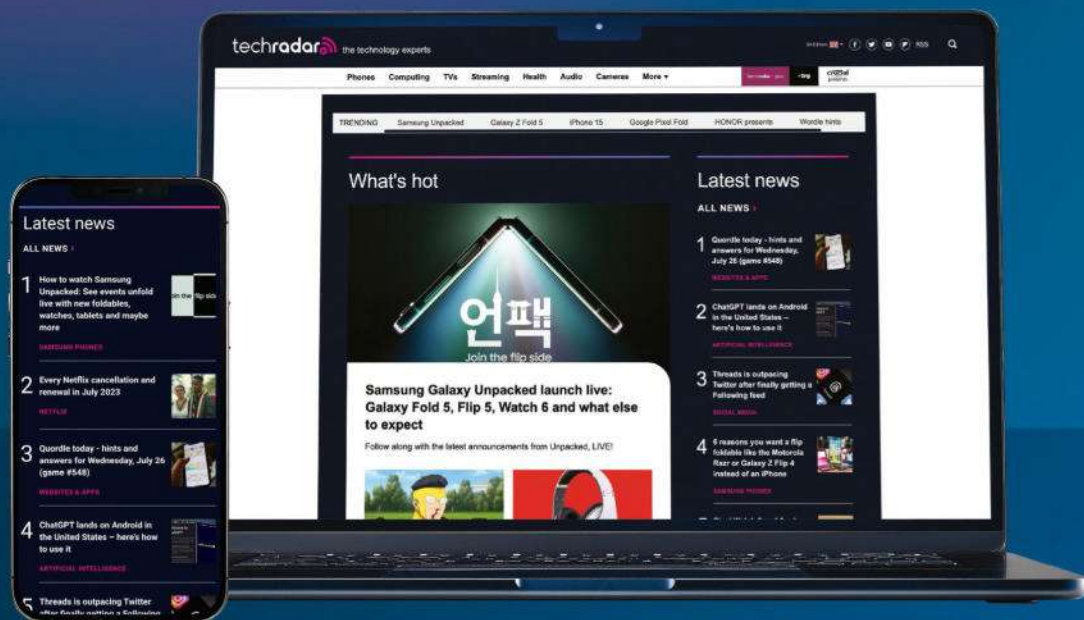 techradar the technology experts
RSS
Phones Computing TVs Streaming Health Audio Cameras More
TRENDING Samsung Unpacked Galaxy Z Fold 5 iPhone 15 Google Pixel Fold HONOR presents Wordle hints
What's hot
언팩
Join the flip side
Samsung Galaxy Unpacked launch live:
Galaxy Fold 5, Flip 5, Watch 6 and what else
to expect
Follow along with the latest announcements from Unpacked, LIVE!
Latest news
ALL NEWS
1 Quordle today - hints and
answers for Wednesday,
July 26 (game #548)
WEBSITES & APPS
2 ChatGPT lands on Android
in the United States –
here's how to use it
ARTIFICIAL INTELLIGENCE
3 Threads is outpacing
Twitter after finally getting a
Following feed
SOCIAL MEDIA
4 6 reasons you want a flip
foldable like the Motorola
Razr or Galaxy Z Flip 4
instead of an iPhone
SAMSUNG PHONES
Latest news
ALL NEWS
1 How to watch Samsung
Unpacked: See events unfold
live with new foldables,
watches, tablets and maybe
more
SAMSUNG PHONES
2 Every Netflix cancellation and
renewal in July 2023
NETFLIX
3 Quordle today - hints and
answers for Wednesday, July 26
(game #548)
WEBSITES & APPS
4 ChatGPT lands on Android in
the United States – here's how
to use it
ARTIFICIAL INTELLIGENCE
5 Threads is outpacing Twitter
after finally getting a Following